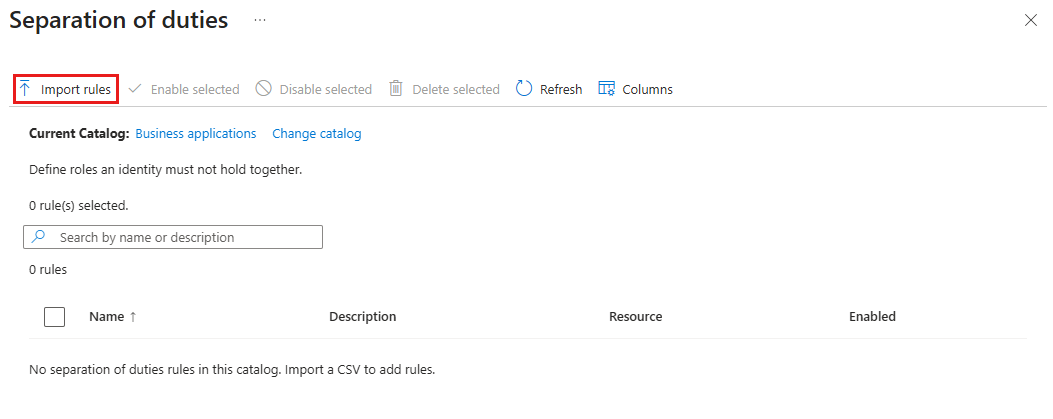 Separation of duties ...
Import rules Enable selected Disable selected Delete selected Refresh Columns
Current Catalog: Business applications Change catalog
Define roles an identity must not hold together.
0 rule(s) selected.
Search by name or description
0 rules
Name ↑ Description Resource Enabled
No separation of duties rules in this catalog. Import a CSV to add rules.